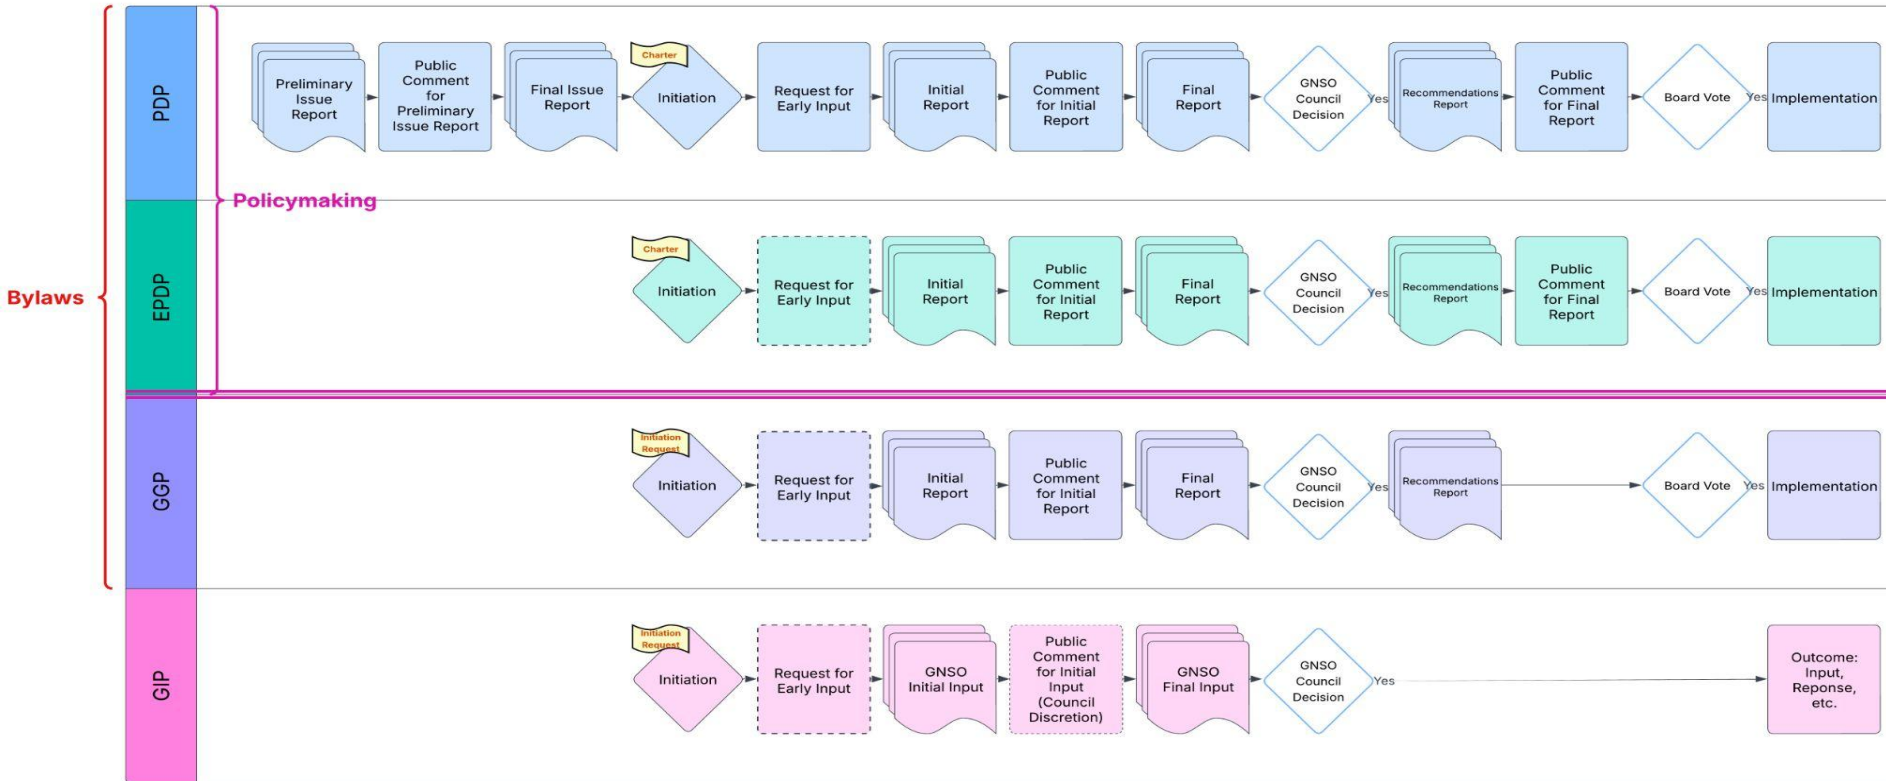 Bylaws
Policymaking
PDP
Preliminary
Issue
Report
Public
Comment
for
Preliminary
Issue Report
Final Issue
Report
Charter
Initiation
Request for
Early Input
Initial
Report
Public
Comment
for Initial
Report
Final
Report
GNSO
Council
Decision
Yes
Recommendations
Report
Public
Comment
for Final
Report
Board Vote
Yes
Implementation
EPDP
Charter
Initiation
Request for
Early Input
Initial
Report
Public
Comment
for Initial
Report
Final
Report
GNSO
Council
Decision
Yes
Recommendations
Report
Public
Comment
for Final
Report
Board Vote
Yes
Implementation
GGP
Initiation
Request
Initiation
Request for
Early Input
Initial
Report
Public
Comment
for Initial
Report
Final
Report
GNSO
Council
Decision
Yes
Recommendations
Report
Board Vote
Yes
Implementation
GIP
Initiation
Request
Initiation
Request for
Early Input
GNSO
Initial Input
Public
Comment
for Initial
Input
(Council
Discretion)
GNSO
Final Input
GNSO
Council
Decision
Yes
Outcome:
Input,
Reponse,
etc.